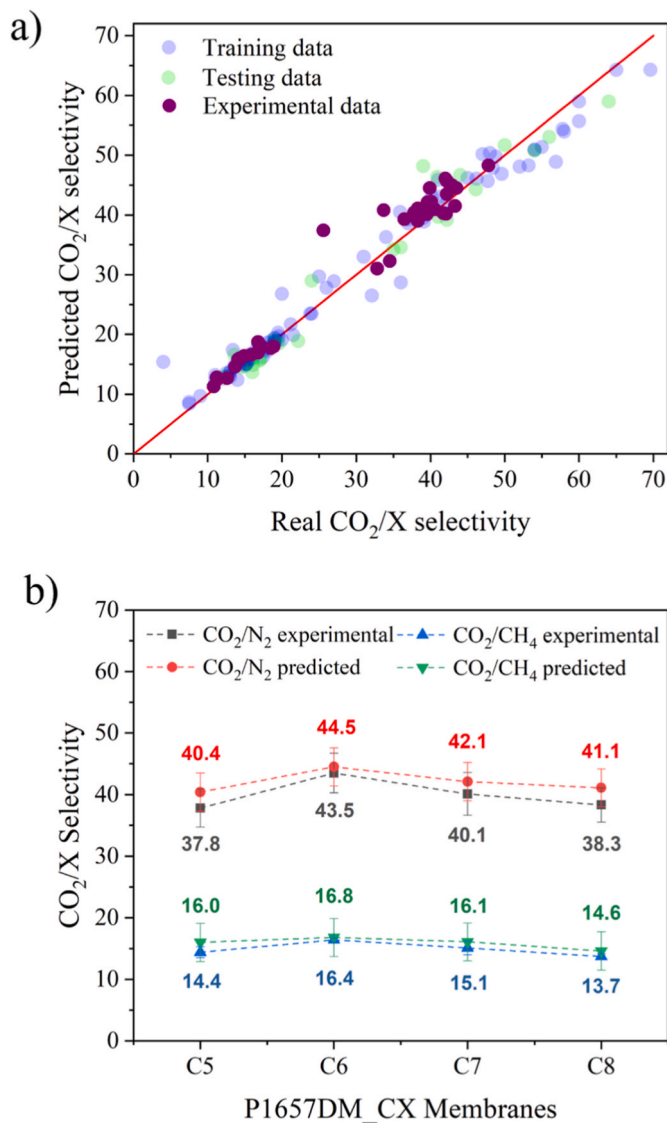 a)
Predicted CO₂/X selectivity
70
60
50
40
30
20
10
0
Training data
Testing data
Experimental data
0 10 20 30 40 50 60 70
Real CO₂/X selectivity
b)
CO₂/X Selectivity
70
60
50
40
30
20
10
0
CO₂/N₂ experimental CO₂/CH₄ experimental
CO₂/N₂ predicted CO₂/CH₄ predicted
40.4 44.5 42.1 41.1
37.8 43.5 40.1 38.3
16.0 16.8 16.1 14.6
14.4 16.4 15.1 13.7
C5 C6 C7 C8
P1657DM_CX Membranes